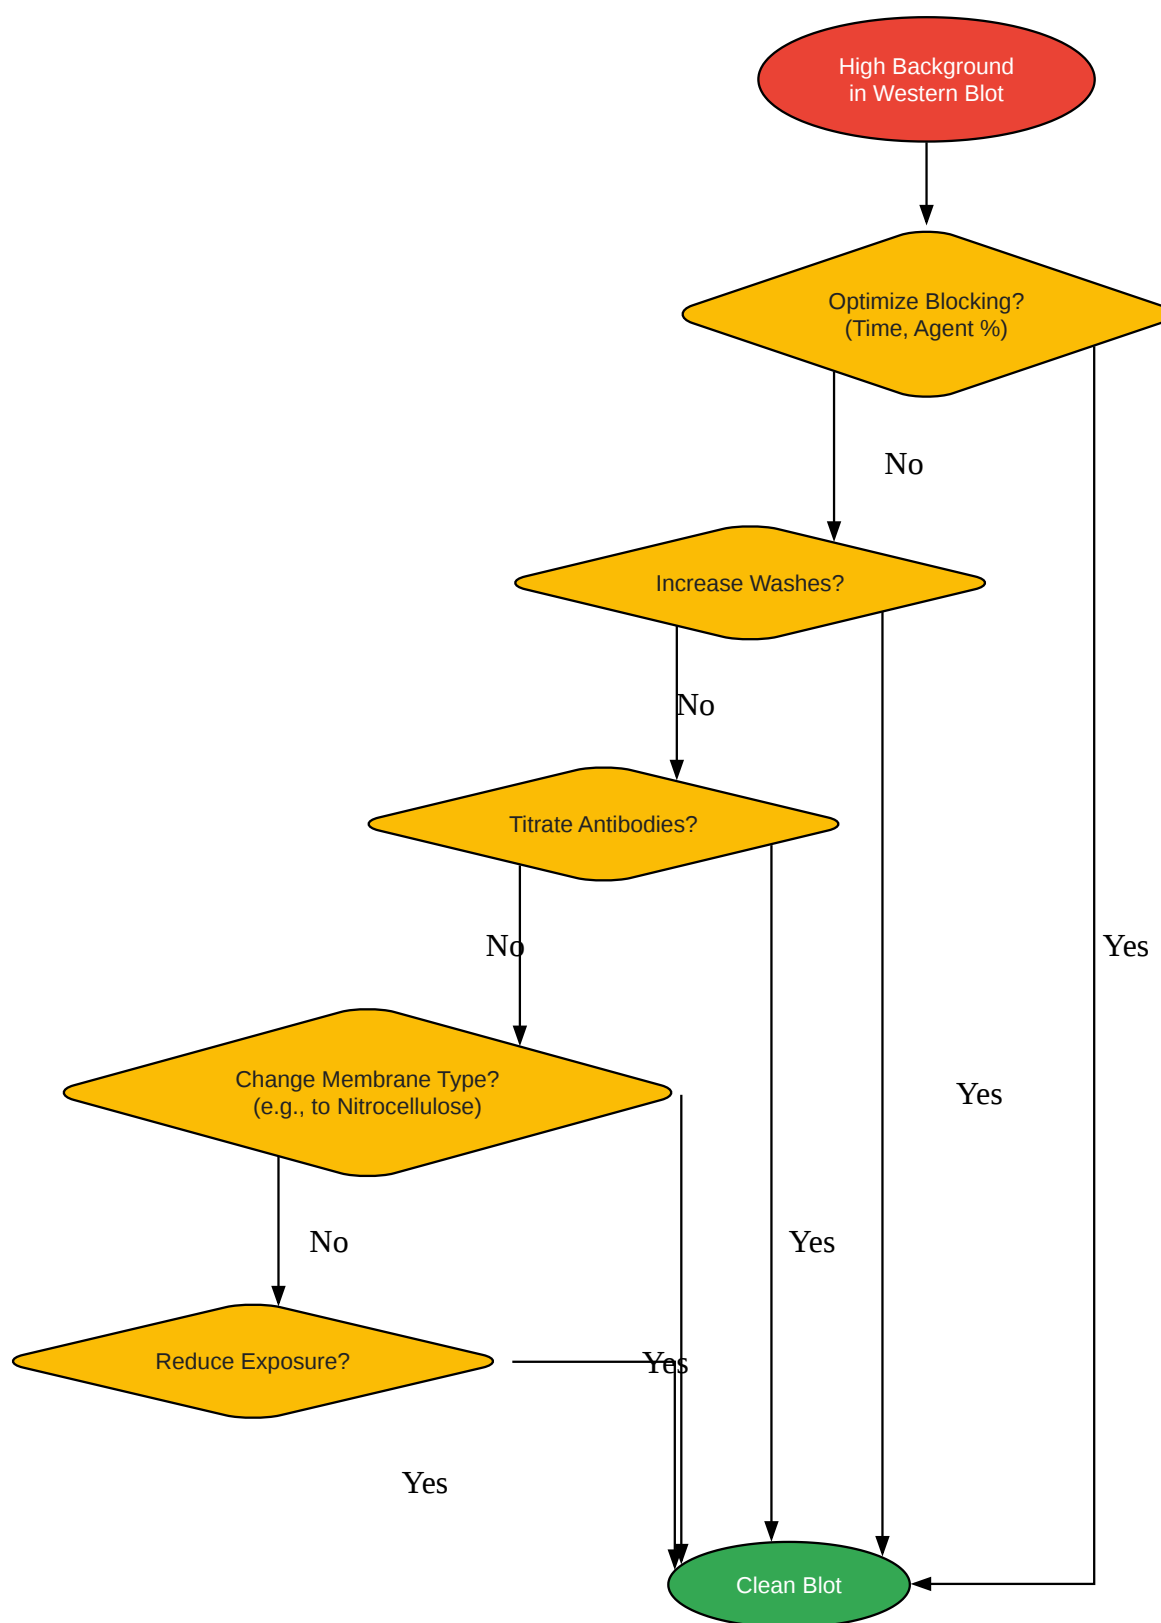 High Background
in Western Blot
Optimize Blocking?
(Time, Agent %)
No
Increase Washes?
No
Titrate Antibodies?
No
Yes
Change Membrane Type?
(e.g., to Nitrocellulose)
Yes
No
Yes
Reduce Exposure?
Yes
Yes
Clean Blot